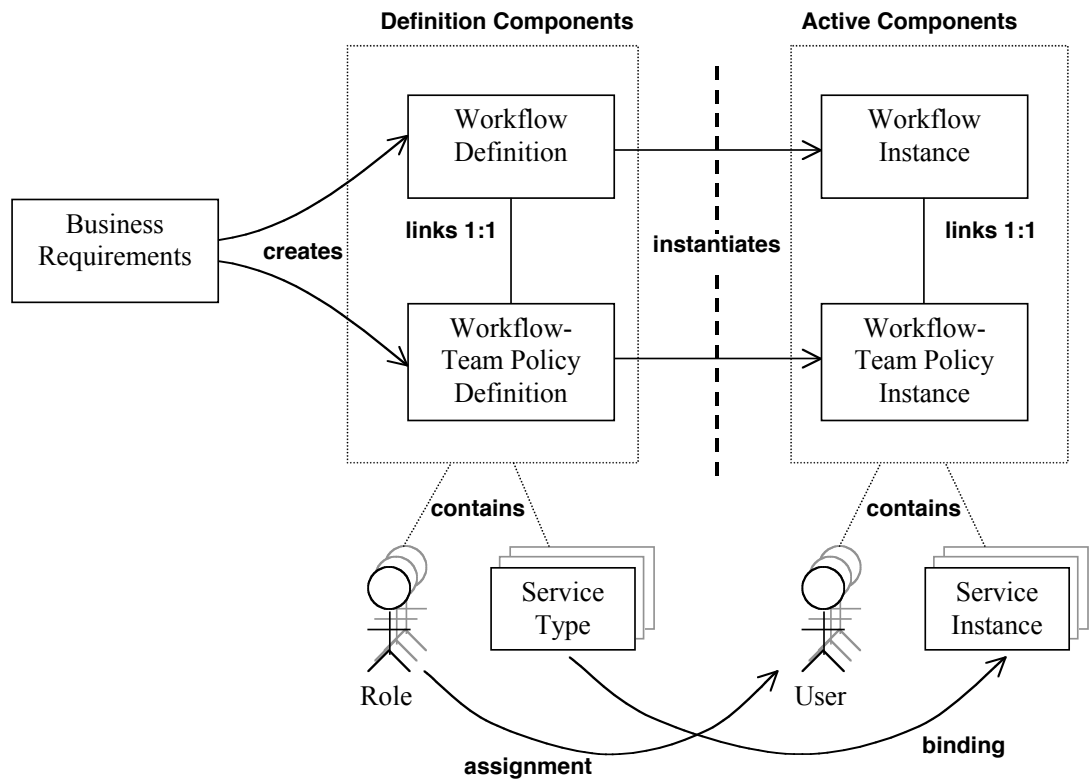 Definition Components
Active Components
Workflow
Definition
Workflow
Instance
Business
Requirements
creates
links 1:1
instantiates
links 1:1
Workflow-
Team Policy
Definition
Workflow-
Team Policy
Instance
contains
contains
Service
Type
Service
Instance
Role
User
assignment
binding